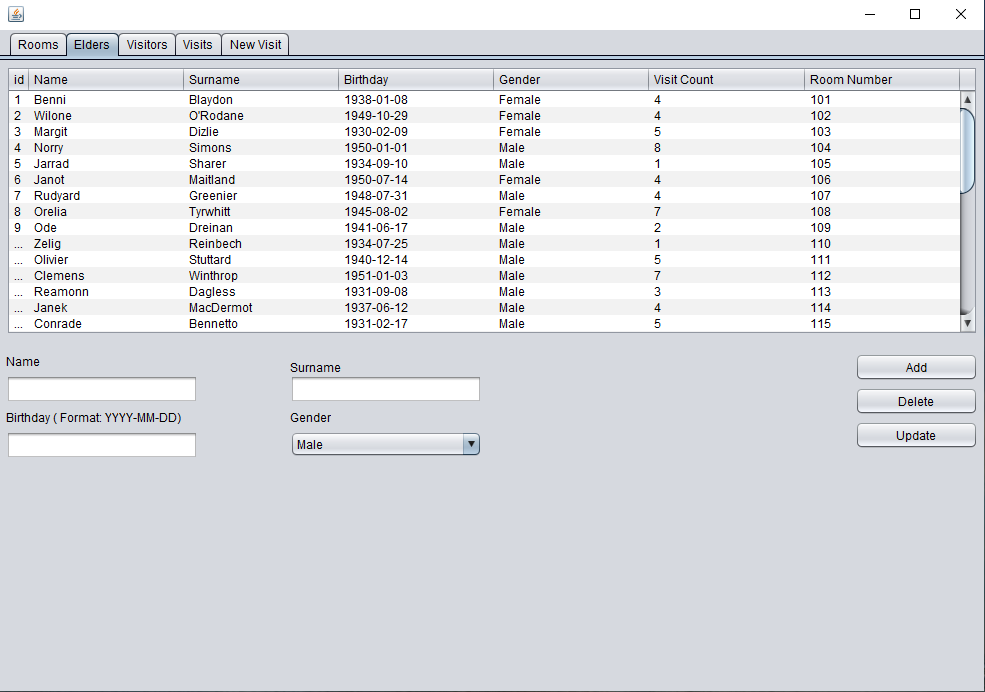 Rooms Elders Visitors Visits New Visit
id Name Surname Birthday Gender Visit Count Room Number
1 Benni Blaydon 1938-01-08 Female 4 101
2 Wilone O'Rodane 1949-10-29 Female 4 102
3 Margit Dizlie 1930-02-09 Female 5 103
4 Norry Simons 1950-01-01 Male 8 104
5 Jarrad Sharer 1934-09-10 Male 1 105
6 Janot Maitland 1950-07-14 Female 4 106
7 Rudyard Greenier 1948-07-31 Male 4 107
8 Orelia Tyrwhitt 1945-08-02 Female 7 108
9 Ode Dreinan 1941-06-17 Male 2 109
... Zelig Reinbech 1934-07-25 Male 1 110
... Olivier Stuttard 1940-12-14 Male 5 111
... Clemens Winthrop 1951-01-03 Male 7 112
... Reamonn Dagless 1931-09-08 Male 3 113
... Janek MacDermot 1937-06-12 Male 4 114
... Conrade Bennetto 1931-02-17 Male 5 115
Name
Surname
Add
Delete
Birthday ( Format: YYYY-MM-DD)
Gender
Male
Update